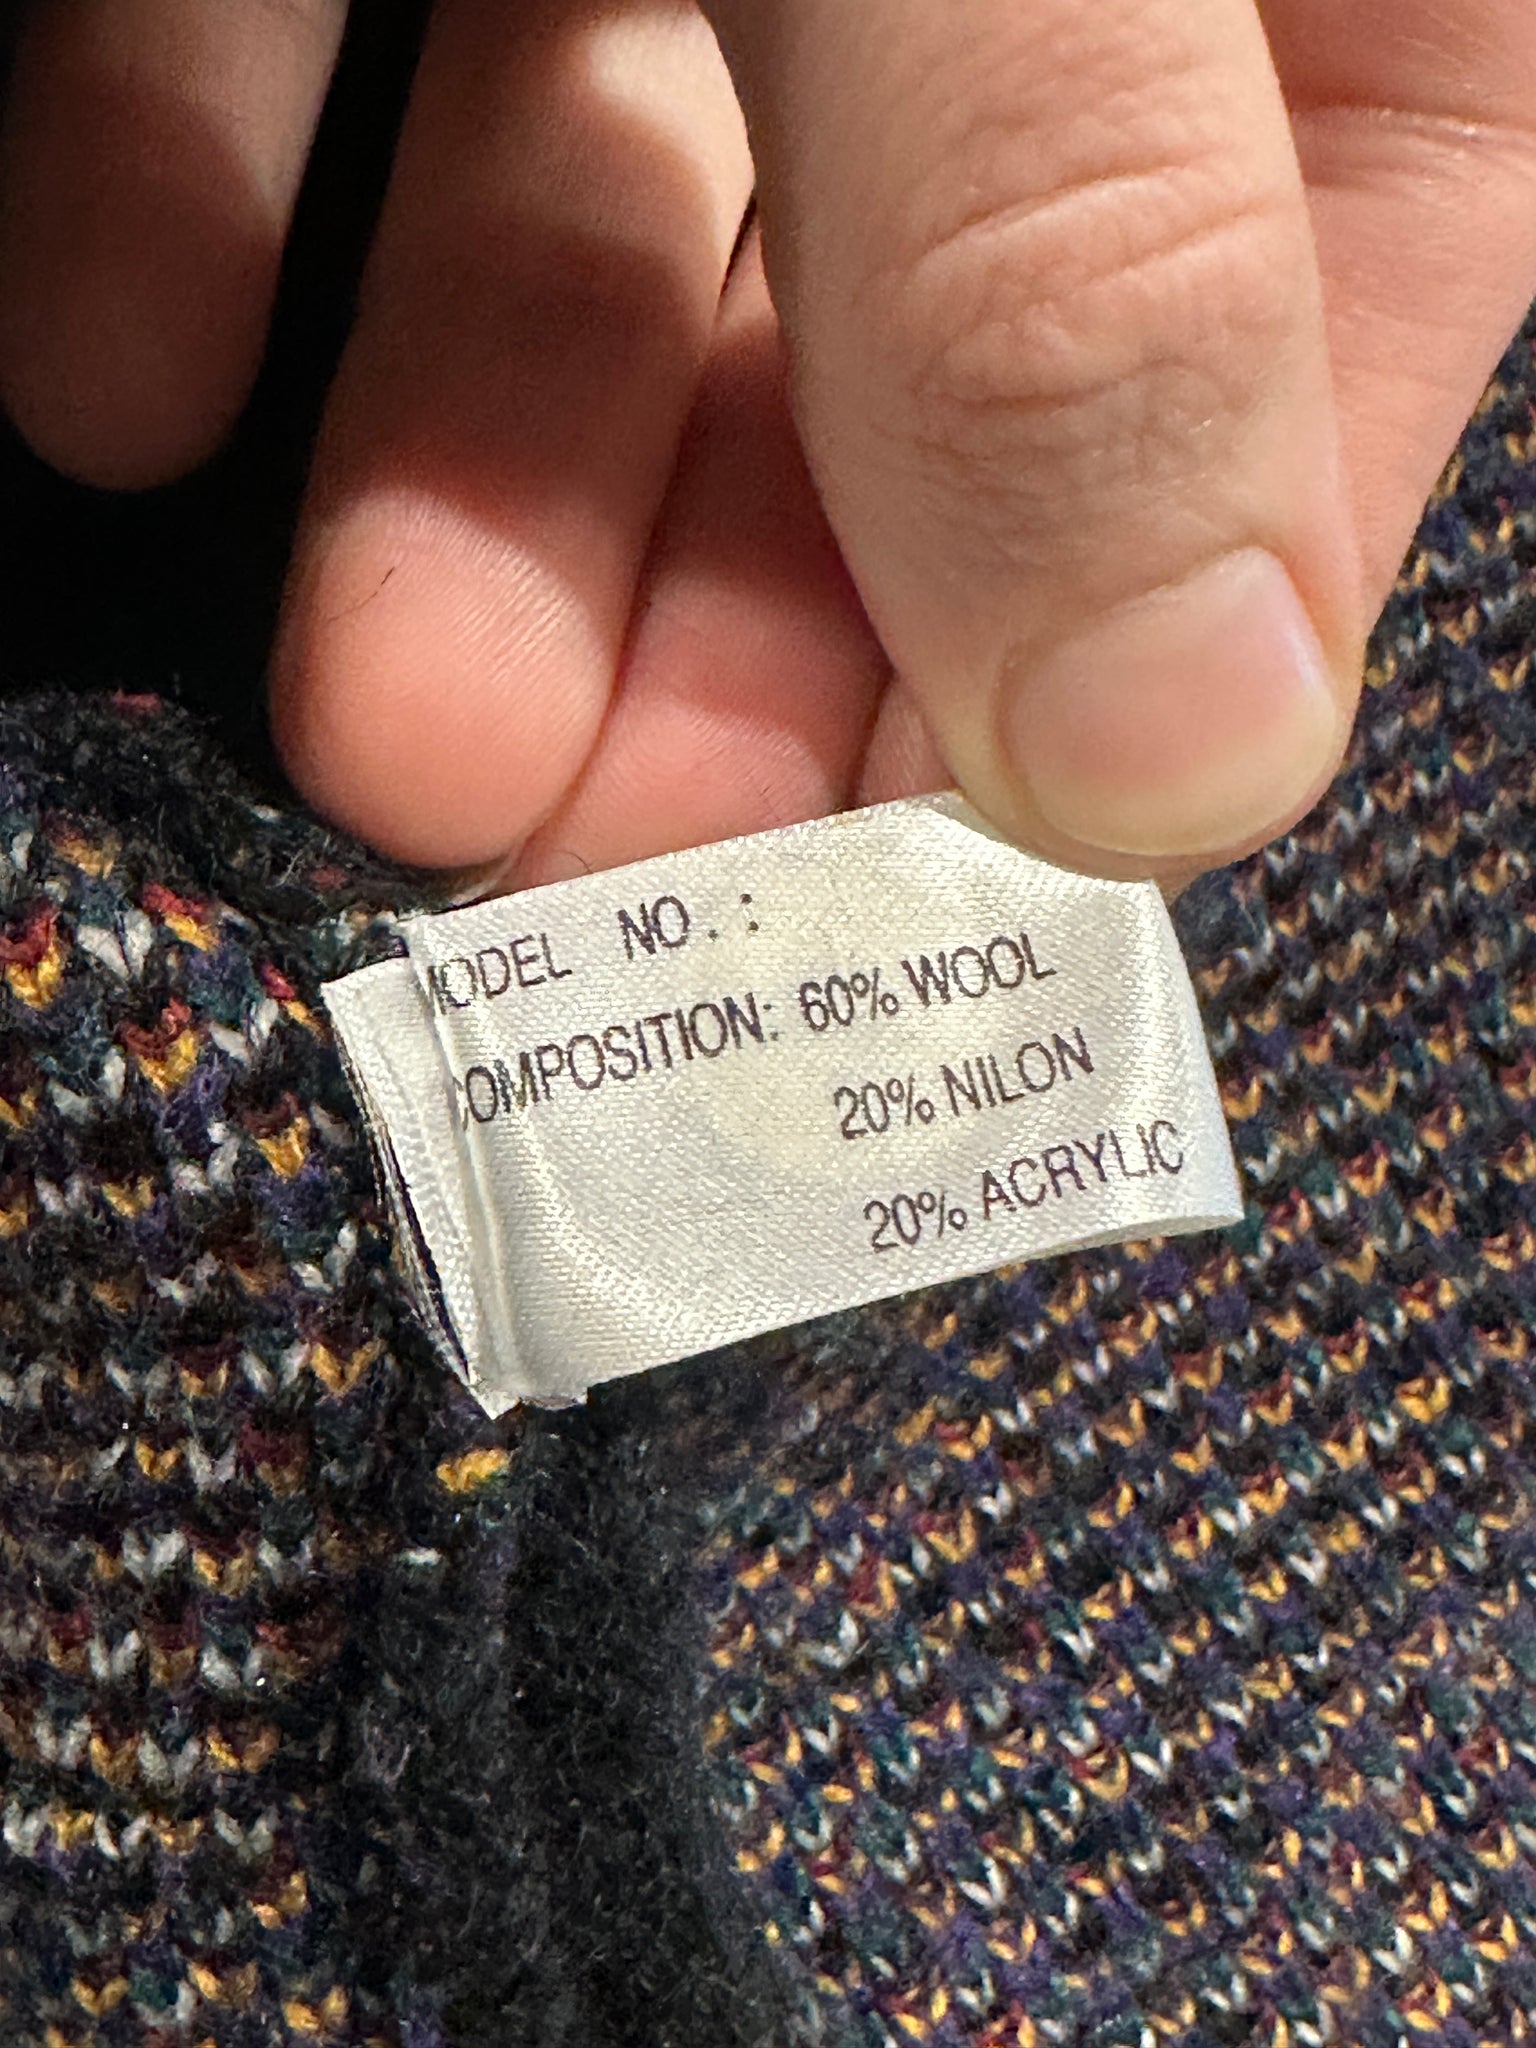 MODEL NO. :
COMPOSITION: 60% WOOL
20% NILON
20% ACRYLIC